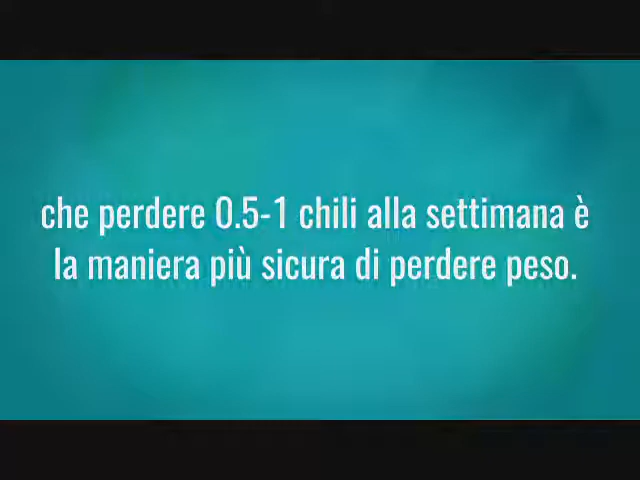 che perdere 0.5-1 chili alla settimana è
la maniera più sicura di perdere peso.